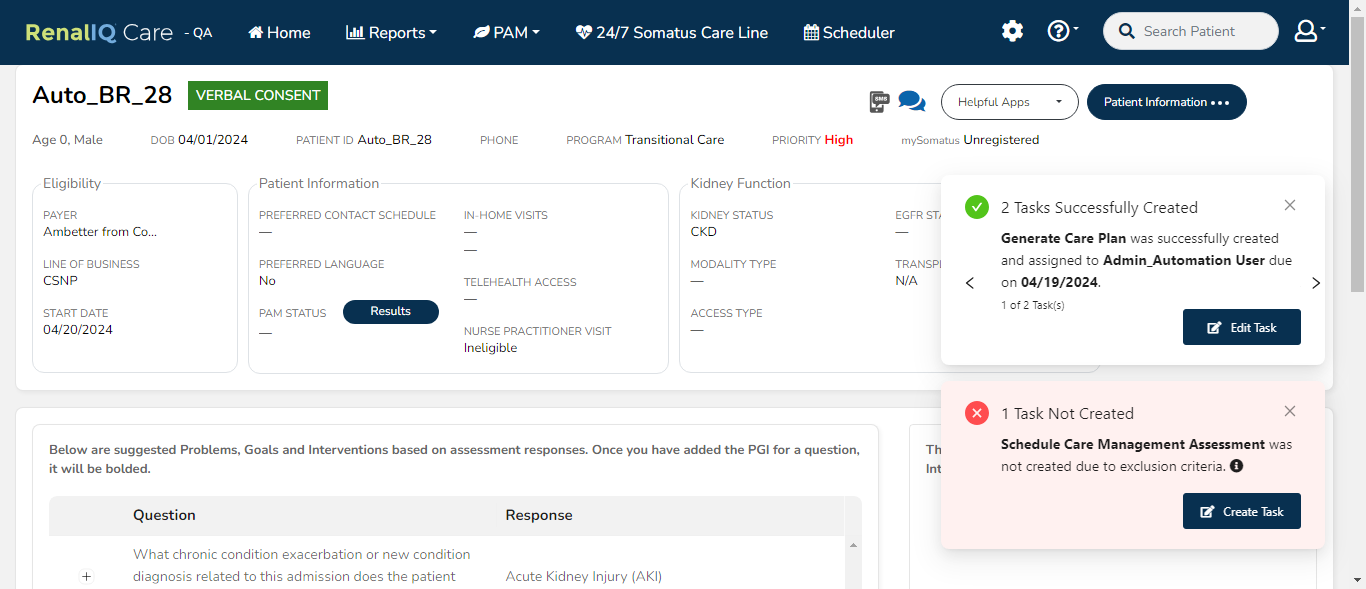 RenalIQ Care - QA Home Reports PAM 24/7 Somatus Care Line Scheduler Search Patient
Auto_BR_28 VERBAL CONSENT
SMS Helpful Apps Patient Information •••
Age 0, Male DOB 04/01/2024 PATIENT ID Auto_BR_28 PHONE PROGRAM Transitional Care PRIORITY High mySomatus Unregistered
Eligibility
PAYER
Ambetter from Co...
LINE OF BUSINESS
CSNP
START DATE
04/20/2024
Patient Information
PREFERRED CONTACT SCHEDULE
—
PREFERRED LANGUAGE
No
PAM STATUS Results
—
IN-HOME VISITS
—
—
TELEHEALTH ACCESS
—
NURSE PRACTITIONER VISIT
Ineligible
Kidney Function
KIDNEY STATUS
CKD
MODALITY TYPE
—
ACCESS TYPE
—
EGFR STA
—
TRANSP
N/A
2 Tasks Successfully Created
Generate Care Plan was successfully created
and assigned to Admin_Automation User due
on 04/19/2024.
1 of 2 Task(s)
Edit Task
1 Task Not Created
Schedule Care Management Assessment was
not created due to exclusion criteria.
Create Task
Below are suggested Problems, Goals and Interventions based on assessment responses. Once you have added the PGI for a question,
it will be bolded.
Question Response
What chronic condition exacerbation or new condition
diagnosis related to this admission does the patient
+ Acute Kidney Injury (AKI)
Th
Int